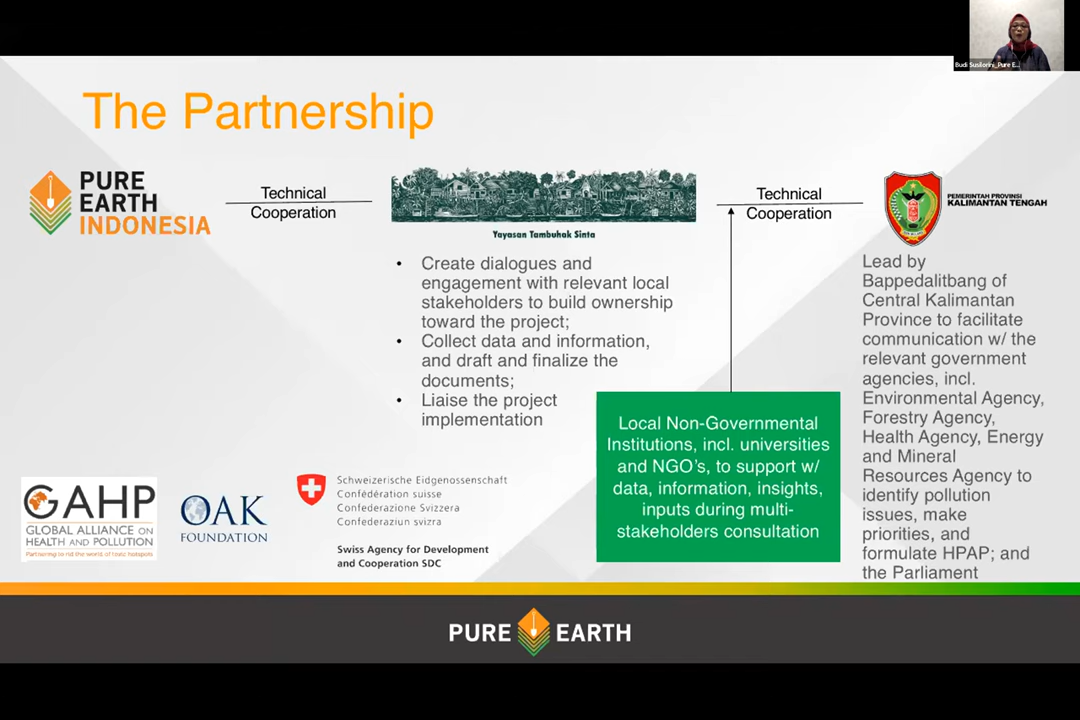 Budi Susilorini_Pure E...
The Partnership
PURE
EARTH
INDONESIA
Technical
Cooperation
Yayasan Tambuhak Sinta
Technical
Cooperation
PEMERINTAH PROVINSI
KALIMANTAN TENGAH
• Create dialogues and
engagement with relevant local
stakeholders to build ownership
toward the project;
• Collect data and information,
and draft and finalize the
documents;
• Liaise the project
implementation
Local Non-Governmental
Institutions, incl. universities
and NGO's, to support w/
data, information, insights,
inputs during multi-
stakeholders consultation
Lead by
Bappedalitbang of
Central Kalimantan
Province to facilitate
communication w/ the
relevant government
agencies, incl.
Environmental Agency,
Forestry Agency,
Health Agency, Energy
and Mineral
Resources Agency to
identify pollution
issues, make
priorities, and
formulate HPAP; and
the Parliament
GAHP
GLOBAL ALLIANCE ON
HEALTH AND POLLUTION
Partnering to rid the world of toxic hotspots
OAK
FOUNDATION
Schweizerische Eidgenossenschaft
Confédération suisse
Confederazione Svizzera
Confederaziun svizra
Swiss Agency for Development
and Cooperation SDC
PURE EARTH